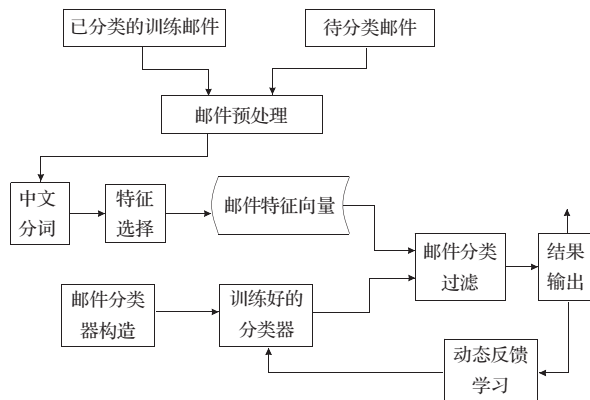 已分类的训练邮件
待分类邮件
邮件预处理
中文
分词
特征
选择
邮件特征向量
邮件分类
过滤
结果
输出
邮件分类
器构造
训练好的
分类器
动态反馈
学习